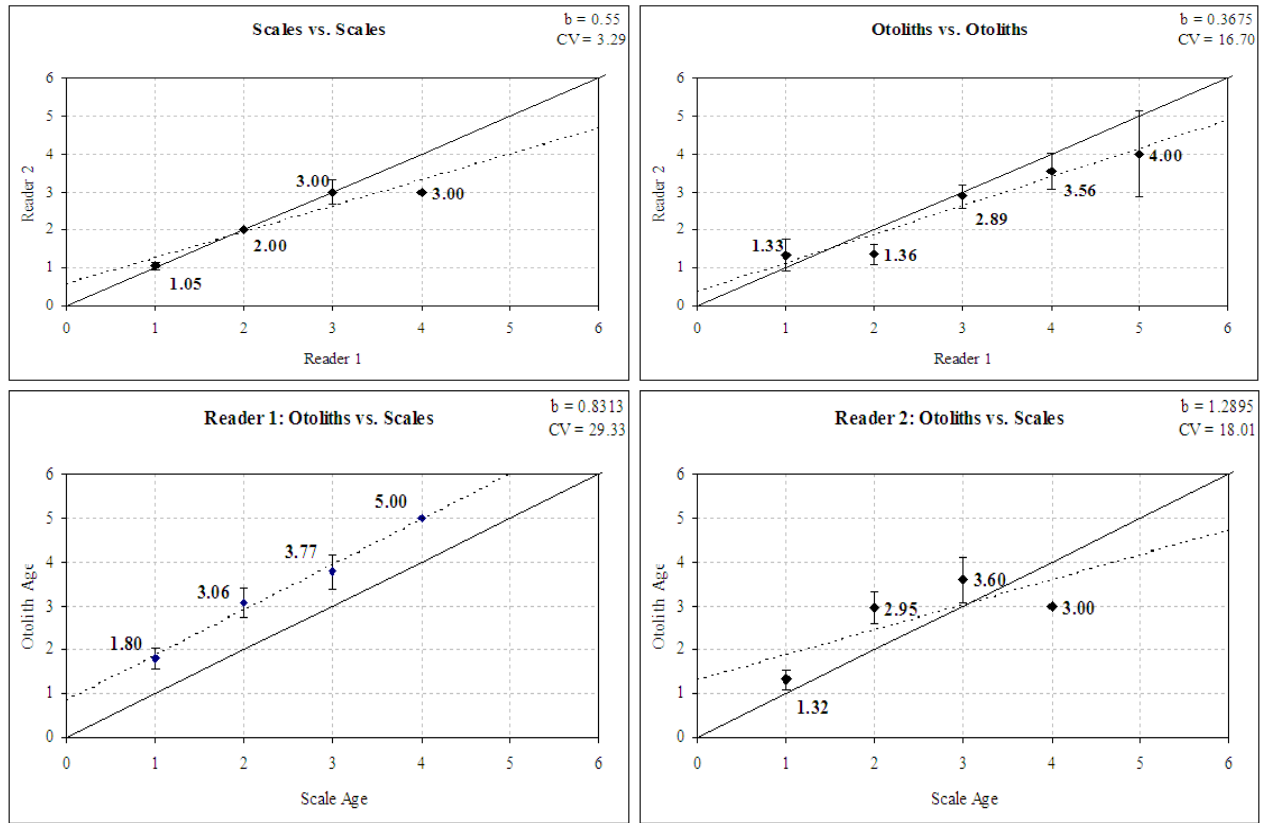 Scales vs. Scales
b = 0.55
CV = 3.29
6
5
4
3
2
1
0
Reader 2
3.00
3.00
2.00
1.05
0 1 2 3 4 5 6
Reader 1
Otoliths vs. Otoliths
b = 0.3675
CV = 16.70
6
5
4
3
2
1
0
Reader 2
4.00
3.56
2.89
1.33
1.36
0 1 2 3 4 5 6
Reader 1
Reader 1: Otoliths vs. Scales
b = 0.8313
CV = 29.33
6
5
4
3
2
1
0
Otolith Age
5.00
3.77
3.06
1.80
0 1 2 3 4 5 6
Scale Age
Reader 2: Otoliths vs. Scales
b = 1.2895
CV = 18.01
6
5
4
3
2
1
0
Otolith Age
3.60
2.95
3.00
1.32
0 1 2 3 4 5 6
Scale Age